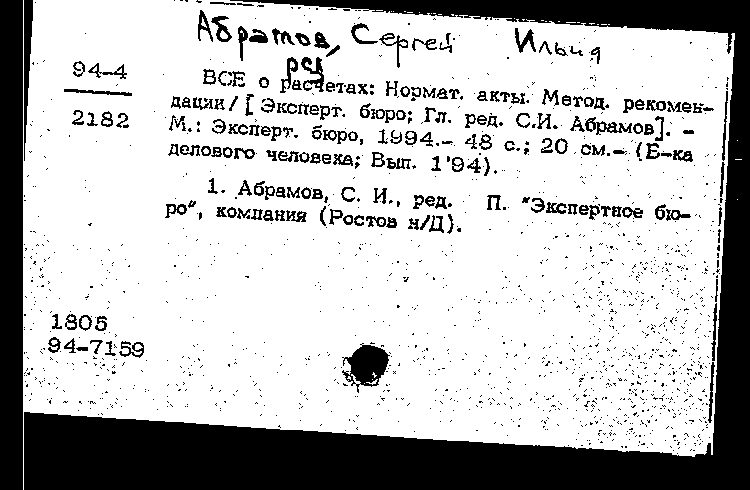 Абрамов, Сергей Ильич
ред
94-4
2182
ВСЕ о расчетах: Нормат. акты. Метод. рекомен-
дации/ [ Эксперт. бюро; Гл. ред. С.И. Абрамов]. -
М.: Эксперт. бюро, 1994.- 48 с.; 20 см.- (Б-ка
делового человека; Вып. 1'94).
1. Абрамов, С. И., ред. П. "Экспертное бю-
ро", компания (Ростов н/Д).
1805
94-7159